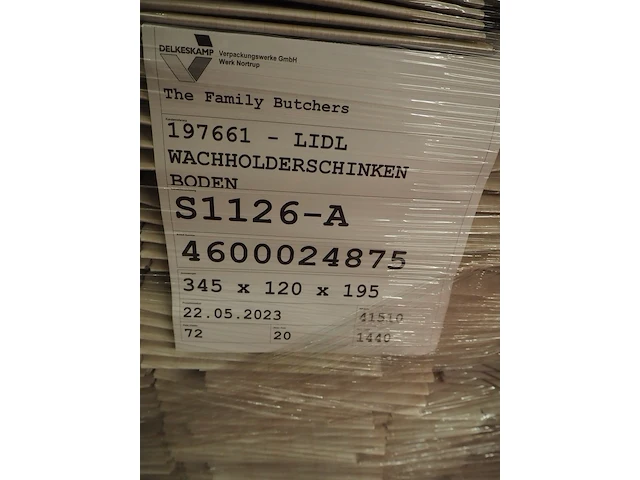 DELKESKAMP
Verpackungswerke GmbH
Werk Nortrup
The Family Butchers
197661 - LIDL
WACHHOLDERSCHINKEN
BODEN
S1126-A
4600024875
345 x 120 x 195
22.05.2023 41510
72 20 1440